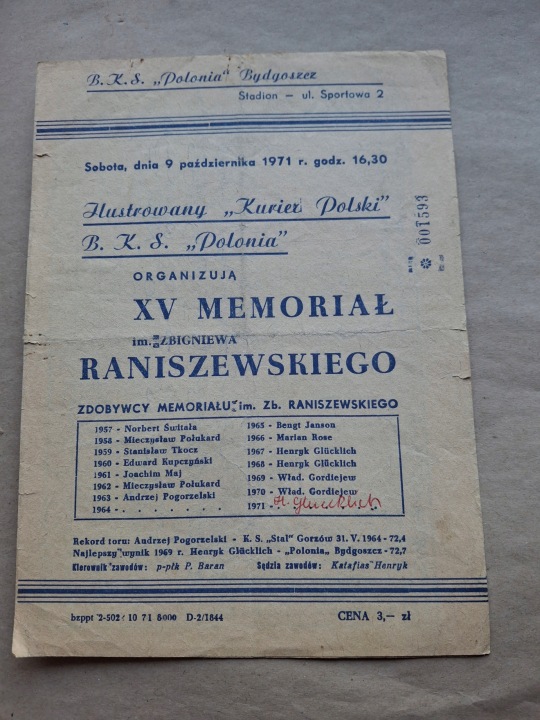 B.K.S. „Polonia" Bydgoszcz
Stadion — ul. Sportowa 2
Sobota, dnia 9 października 1971 r. godz. 16,30
Ilustrowany „Kurier Polski"
B. K. S. „Polonia"
001593
ORGANIZUJĄ
XV MEMORIAŁ
im. ZBIGNIEWA
RANISZEWSKIEGO
ZDOBYWCY MEMORIAŁU im. Zb. RANISZEWSKIEGO
1957 - Norbert Świtała
1958 - Mieczysław Połukard
1959 - Stanisław Tkocz
1960 - Edward Kupczyński
1961 - Joachim Maj
1962 - Mieczysław Połukard
1963 - Andrzej Pogorzelski
1964 - . . . . . . . .
1965 - Bengt Janson
1966 - Marian Rose
1967 - Henryk Glücklich
1968 - Henryk Glücklich
1969 - Wład. Gordiejew
1970 - Wład. Gordiejew
1971 - H. Glucklich
Rekord toru: Andrzej Pogorzelski - K. S. „Stal" Gorzów 31. V. 1964 - 72,4
Najlepszy wynik 1969 r. Henryk Glücklich - „Polonia„ Bydgoszcz - 72,7
Kierownik zawodów: p-płk P. Baran Sędzia zawodów: Kataflas Henryk
bzppt 2-502 10 71 8000 D-2/1844
CENA 3,— zł